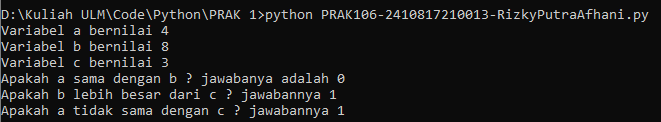 D:\Kuliah ULM\Code\Python\PRAK 1>python PRAK106-2410817210013-RizkyPutraAfhani.py
Variabel a bernilai 4
Variabel b bernilai 8
Variabel c bernilai 3
Apakah a sama dengan b ? jawabanya adalah 0
Apakah b lebih besar dari c ? jawabannya 1
Apakah a tidak sama dengan c ? jawabannya 1